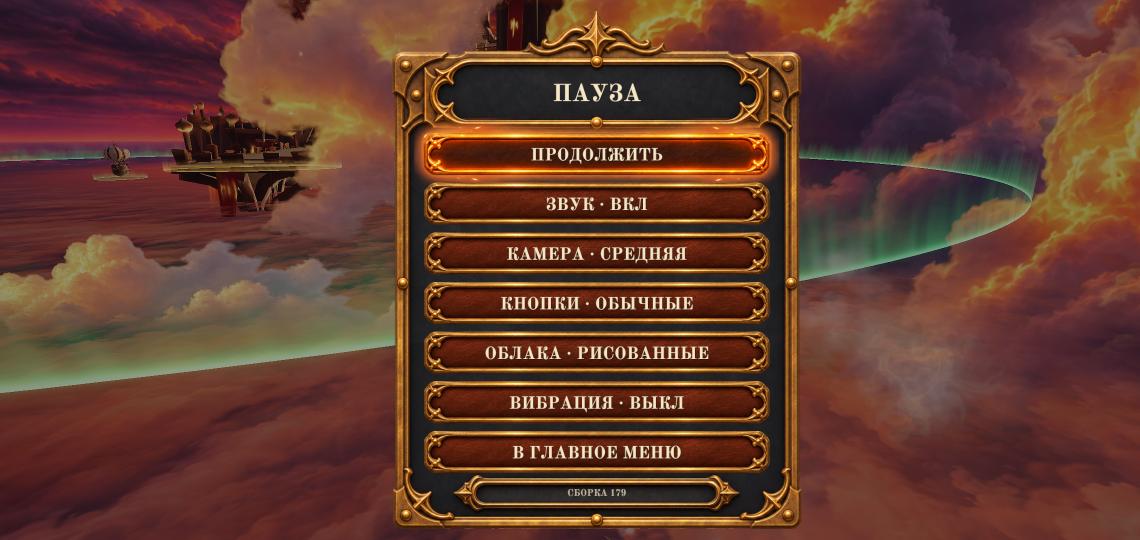 ПАУЗА
ПРОДОЛЖИТЬ
ЗВУК · ВКЛ
КАМЕРА · СРЕДНЯЯ
КНОПКИ · ОБЫЧНЫЕ
ОБЛАКА · РИСОВАННЫЕ
ВИБРАЦИЯ · ВЫКЛ
В ГЛАВНОЕ МЕНЮ
СБОРКА 179